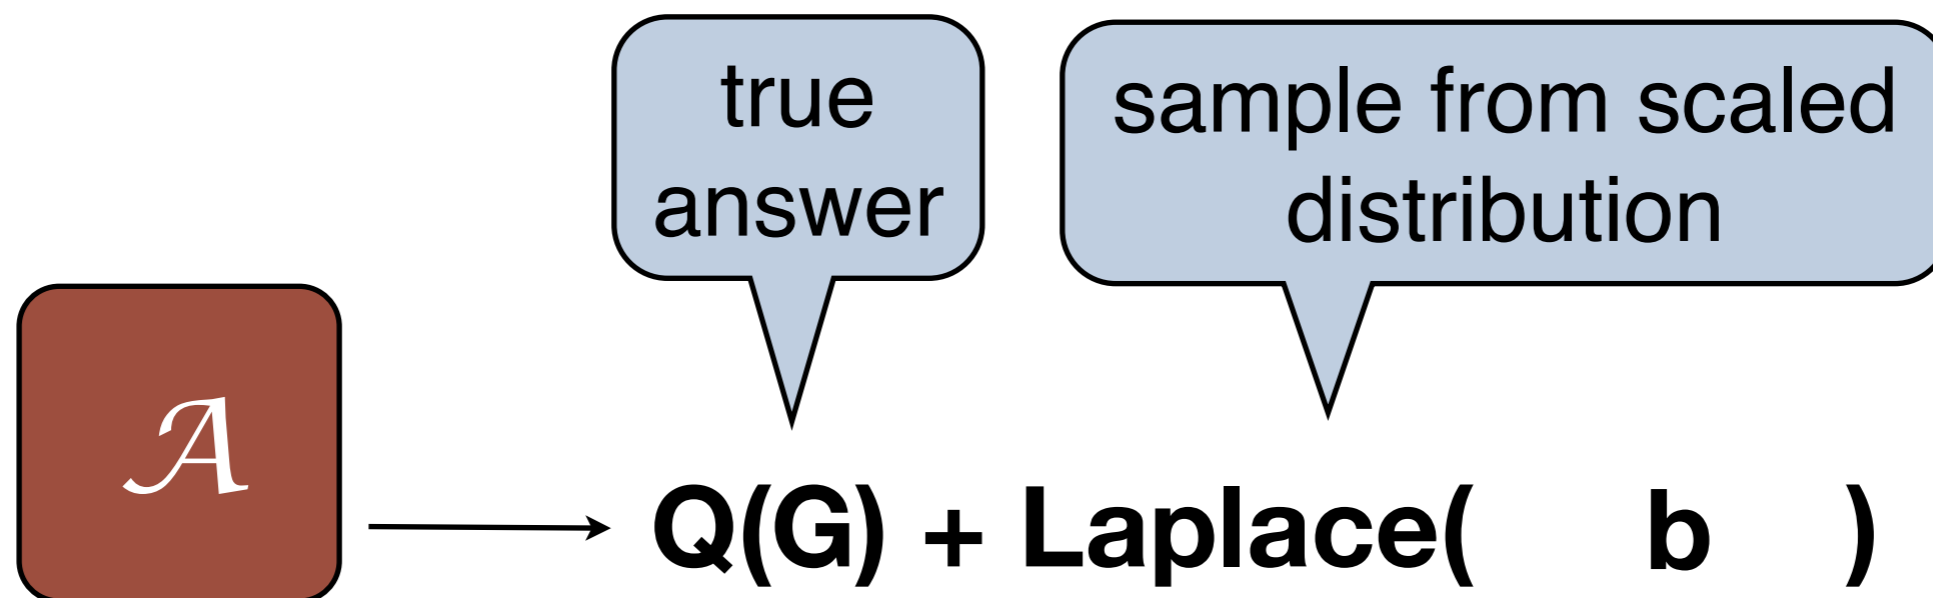 true
answer
sample from scaled
distribution
𝒜
Q(G) + Laplace( b )